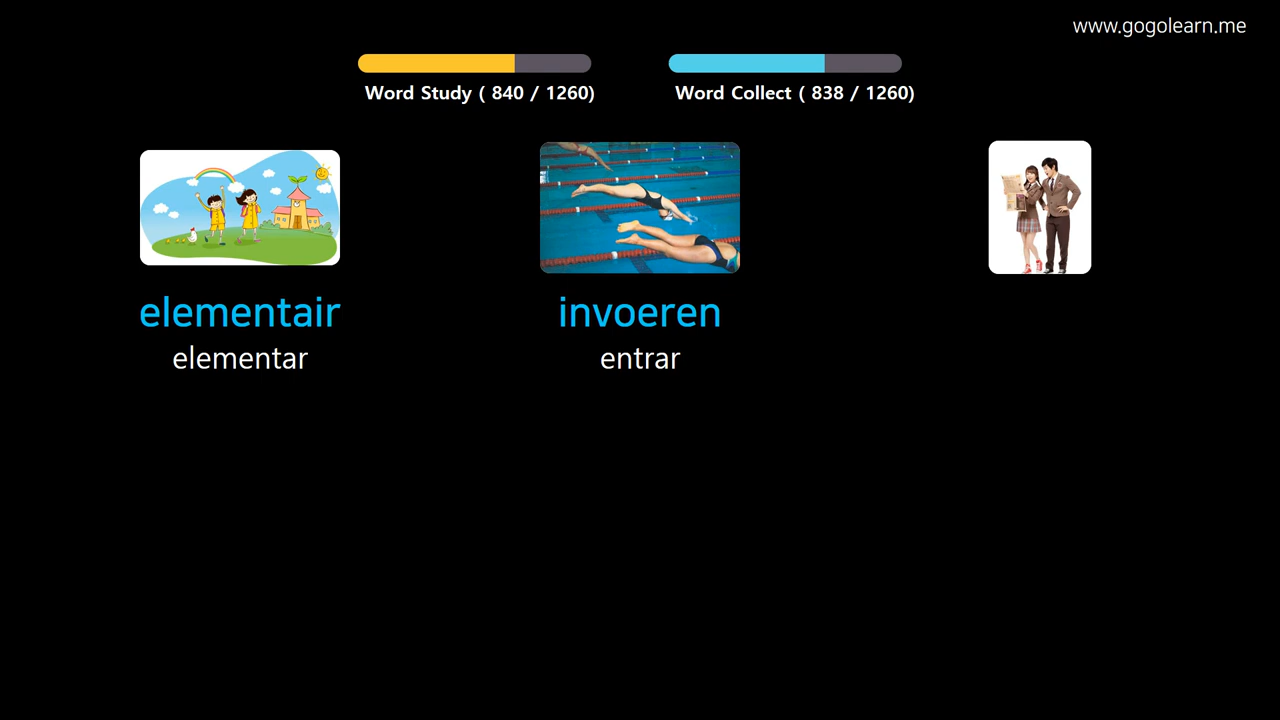 www.gogolearn.me
Word Study ( 840 / 1260)
Word Collect ( 838 / 1260)
elementair
elementar
invoeren
entrar